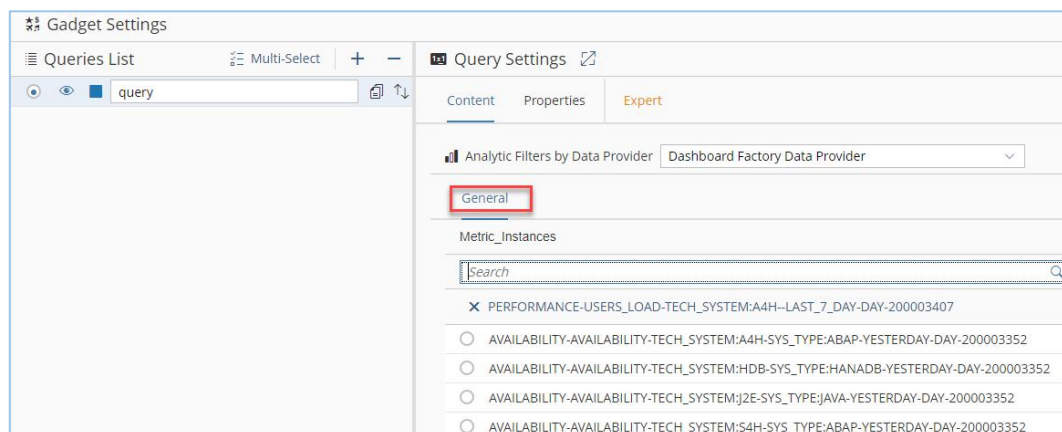 Gadget Settings
Queries List Multi-Select
query
Query Settings
Content Properties Expert
Analytic Filters by Data Provider Dashboard Factory Data Provider
General
Metric_Instances
Search
PERFORMANCE-USERS_LOAD-TECH_SYSTEM:A4H--LAST_7_DAY-DAY-200003407
AVAILABILITY-AVAILABILITY-TECH_SYSTEM:A4H-SYS_TYPE:ABAP-YESTERDAY-DAY-200003352
AVAILABILITY-AVAILABILITY-TECH_SYSTEM:HDB-SYS_TYPE:HANADB-YESTERDAY-DAY-200003352
AVAILABILITY-AVAILABILITY-TECH_SYSTEM:J2E-SYS_TYPE:JAVA-YESTERDAY-DAY-200003352
AVAILABILITY-AVAILABILITY-TECH_SYSTEM:S4H-SYS_TYPE:ABAP-YESTERDAY-DAY-200003352